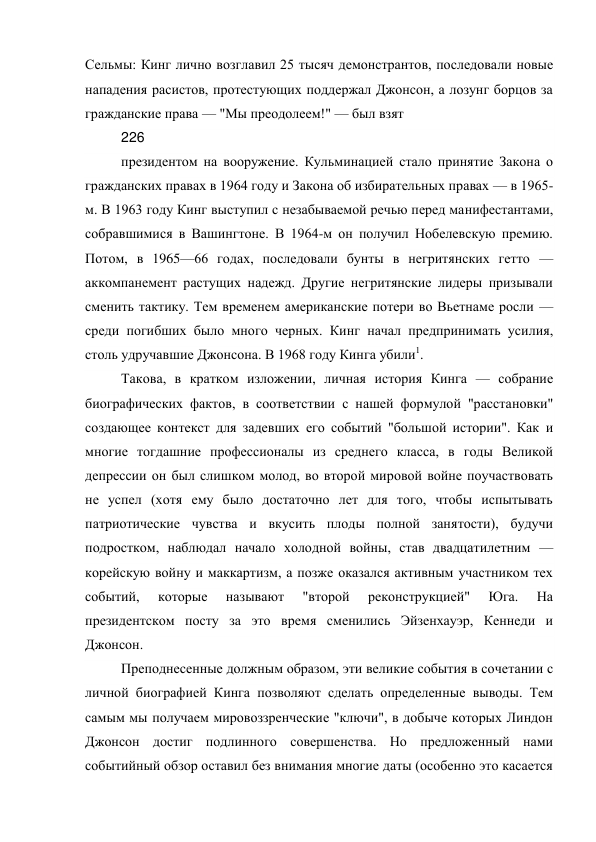 Сельмы: Кинг лично возглавил 25 тысяч демонстрантов, последовали новые
нападения расистов, протестующих поддержал Джонсон, а лозунг борцов за
гражданские права — "Мы преодолеем!" — был взят
226
президентом на вооружение. Кульминацией стало принятие Закона о
гражданских правах в 1964 году и Закона об избирательных правах — в 1965-
м. В 1963 году Кинг выступил с незабываемой речью перед манифестантами,
собравшимися в Вашингтоне. В 1964-м он получил Нобелевскую премию.
Потом, в 1965—66 годах, последовали бунты в негритянских гетто —
аккомпанемент растущих надежд. Другие негритянские лидеры призывали
сменить тактику. Тем временем американские потери во Вьетнаме росли —
среди погибших было много черных. Кинг начал предпринимать усилия,
столь удручавшие Джонсона. В 1968 году Кинга убили¹.
Такова, в кратком изложении, личная история Кинга — собрание
биографических фактов, в соответствии с нашей формулой "расстановки"
создающее контекст для задевших его событий "большой истории". Как и
многие тогдашние профессионалы из среднего класса, в годы Великой
депрессии он был слишком молод, во второй мировой войне поучаствовать
не успел (хотя ему было достаточно лет для того, чтобы испытывать
патриотические чувства и вкусить плоды полной занятости), будучи
подростком, наблюдал начало холодной войны, став двадцатилетним —
корейскую войну и маккартизм, а позже оказался активным участником тех
событий, которые называют "второй реконструкцией" Юга. На
президентском посту за это время сменились Эйзенхауэр, Кеннеди и
Джонсон.
Преподнесенные должным образом, эти великие события в сочетании с
личной биографией Кинга позволяют сделать определенные выводы. Тем
самым мы получаем мировоззренческие "ключи", в добыче которых Линдон
Джонсон достиг подлинного совершенства. Но предложенный нами
событийный обзор оставил без внимания многие даты (особенно это касается